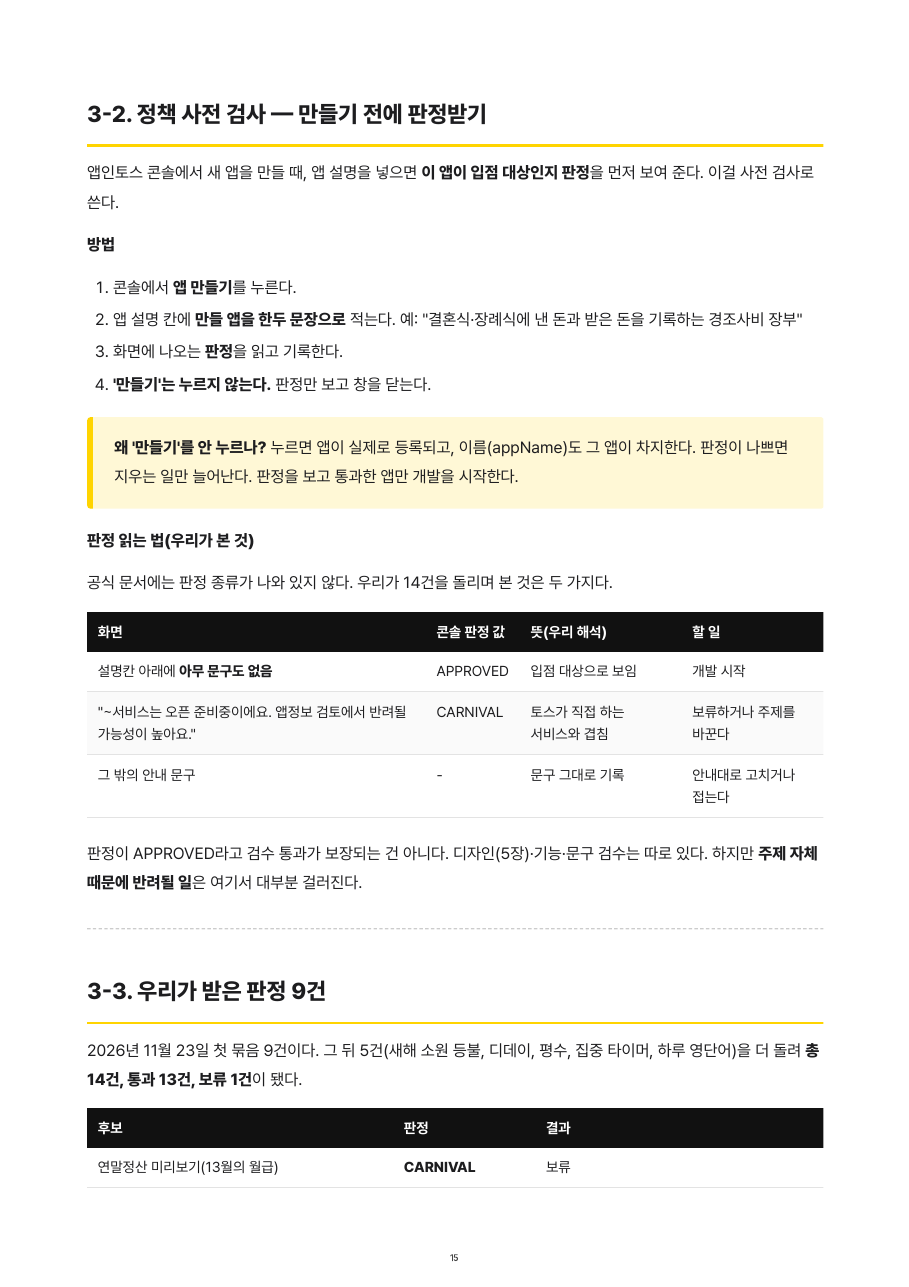 3-2. 정책 사전 검사 — 만들기 전에 판정받기
앱인토스 콘솔에서 새 앱을 만들 때, 앱 설명을 넣으면 이 앱이 입점 대상인지 판정을 먼저 보여 준다. 이걸 사전 검사로
쓴다.
방법
1. 콘솔에서 앱 만들기를 누른다.
2. 앱 설명 칸에 만들 앱을 한두 문장으로 적는다. 예: "결혼식·장례식에 낸 돈과 받은 돈을 기록하는 경조사비 장부"
3. 화면에 나오는 판정을 읽고 기록한다.
4. '만들기'는 누르지 않는다. 판정만 보고 창을 닫는다.
왜 '만들기'를 안 누르나? 누르면 앱이 실제로 등록되고, 이름(appName)도 그 앱이 차지한다. 판정이 나쁘면
지우는 일만 늘어난다. 판정을 보고 통과한 앱만 개발을 시작한다.
판정 읽는 법(우리가 본 것)
공식 문서에는 판정 종류가 나와 있지 않다. 우리가 14건을 돌리며 본 것은 두 가지다.
화면 콘솔 판정 값 뜻(우리 해석) 할 일
설명칸 아래에 아무 문구도 없음 APPROVED 입점 대상으로 보임 개발 시작
"~서비스는 오픈 준비중이에요. 앱정보 검토에서 반려될 CARNIVAL 토스가 직접 하는 보류하거나 주제를
가능성이 높아요." 서비스와 겹침 바꾼다
그 밖의 안내 문구 - 문구 그대로 기록 안내대로 고치거나
접는다
판정이 APPROVED라고 검수 통과가 보장되는 건 아니다. 디자인(5장)·기능·문구 검수는 따로 있다. 하지만 주제 자체
때문에 반려될 일은 여기서 대부분 걸러진다.
3-3. 우리가 받은 판정 9건
2026년 11월 23일 첫 묶음 9건이다. 그 뒤 5건(새해 소원 등불, 디데이, 평수, 집중 타이머, 하루 영단어)을 더 돌려 총
14건, 통과 13건, 보류 1건이 됐다.
후보 판정 결과
연말정산 미리보기(13월의 월급) CARNIVAL 보류
15